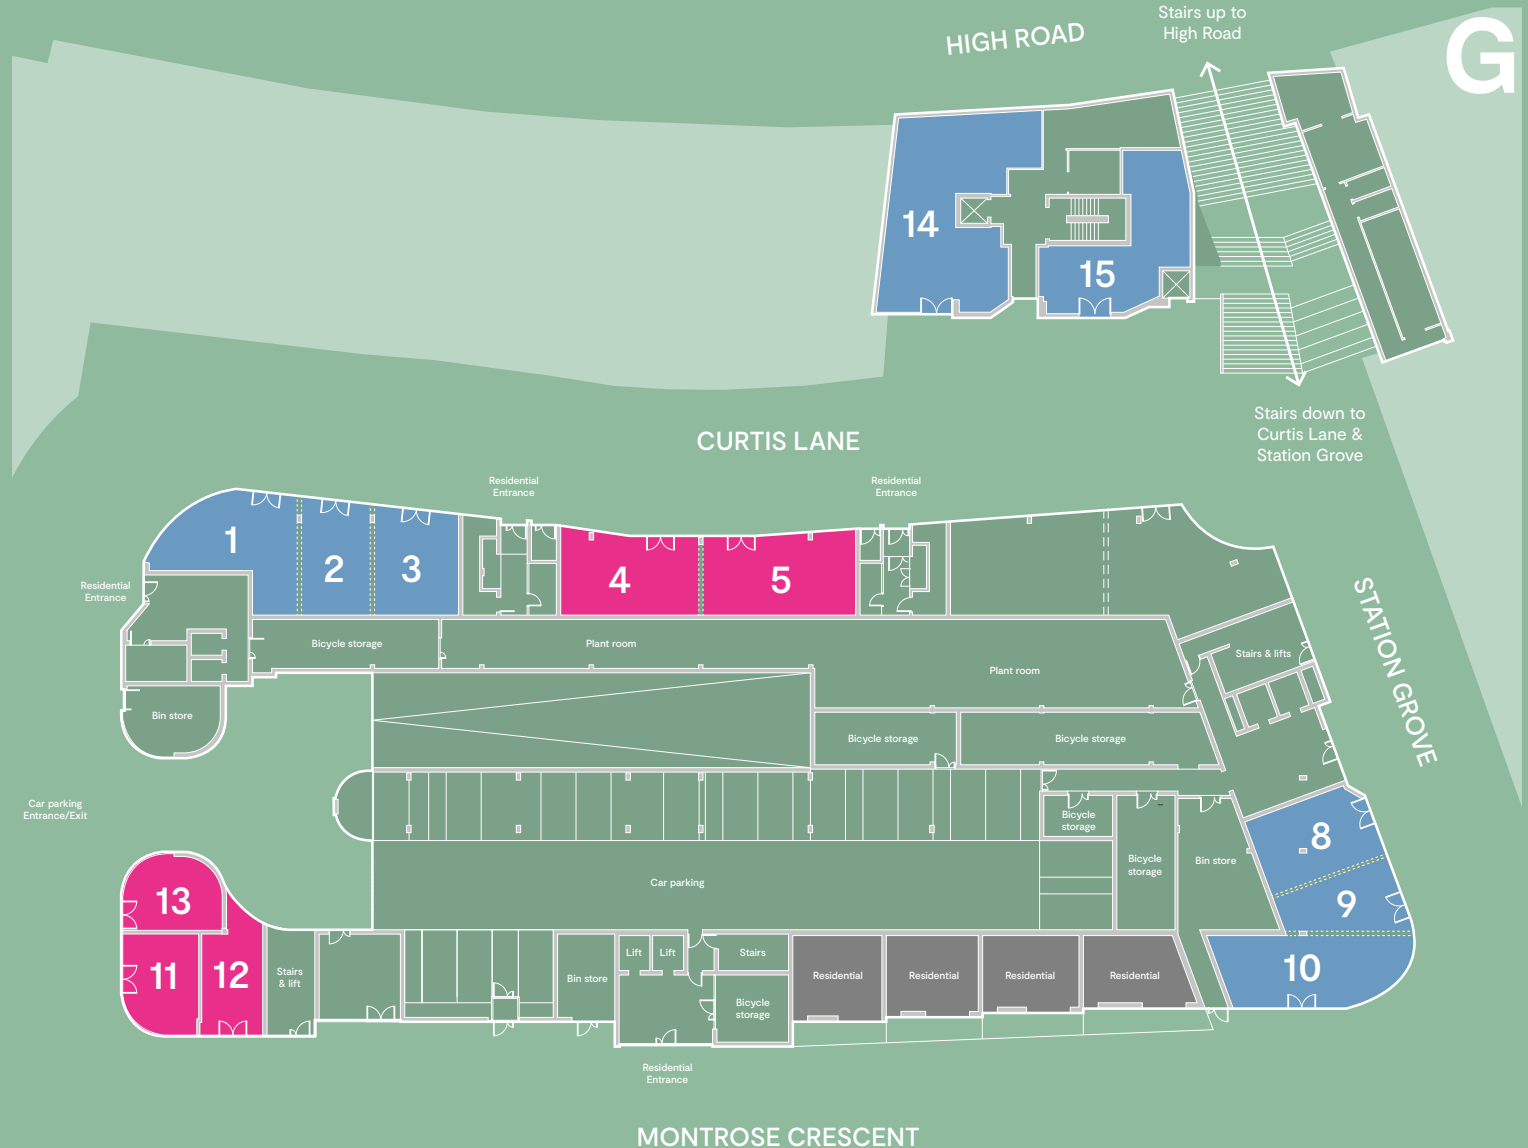 Stairs up to
High Road
HIGH ROAD
G
14
15
Stairs down to
Curtis Lane &
Station Grove
CURTIS LANE
Residential
Entrance
Residential
Entrance
1
2
3
4
5
Residential
Entrance
STATION GROVE
Bicycle storage
Plant room
Plant room
Stairs & lifts
Bin store
Bicycle storage
Bicycle storage
Car parking
Entrance/Exit
Bicycle
storage
8
Bicycle
storage
Bin store
Car parking
9
13
11
12
Stairs
& lift
Bin store
Lift
Lift
Stairs
Bicycle
storage
Residential
Residential
Residential
Residential
10
Residential
Entrance
MONTROSE CRESCENT